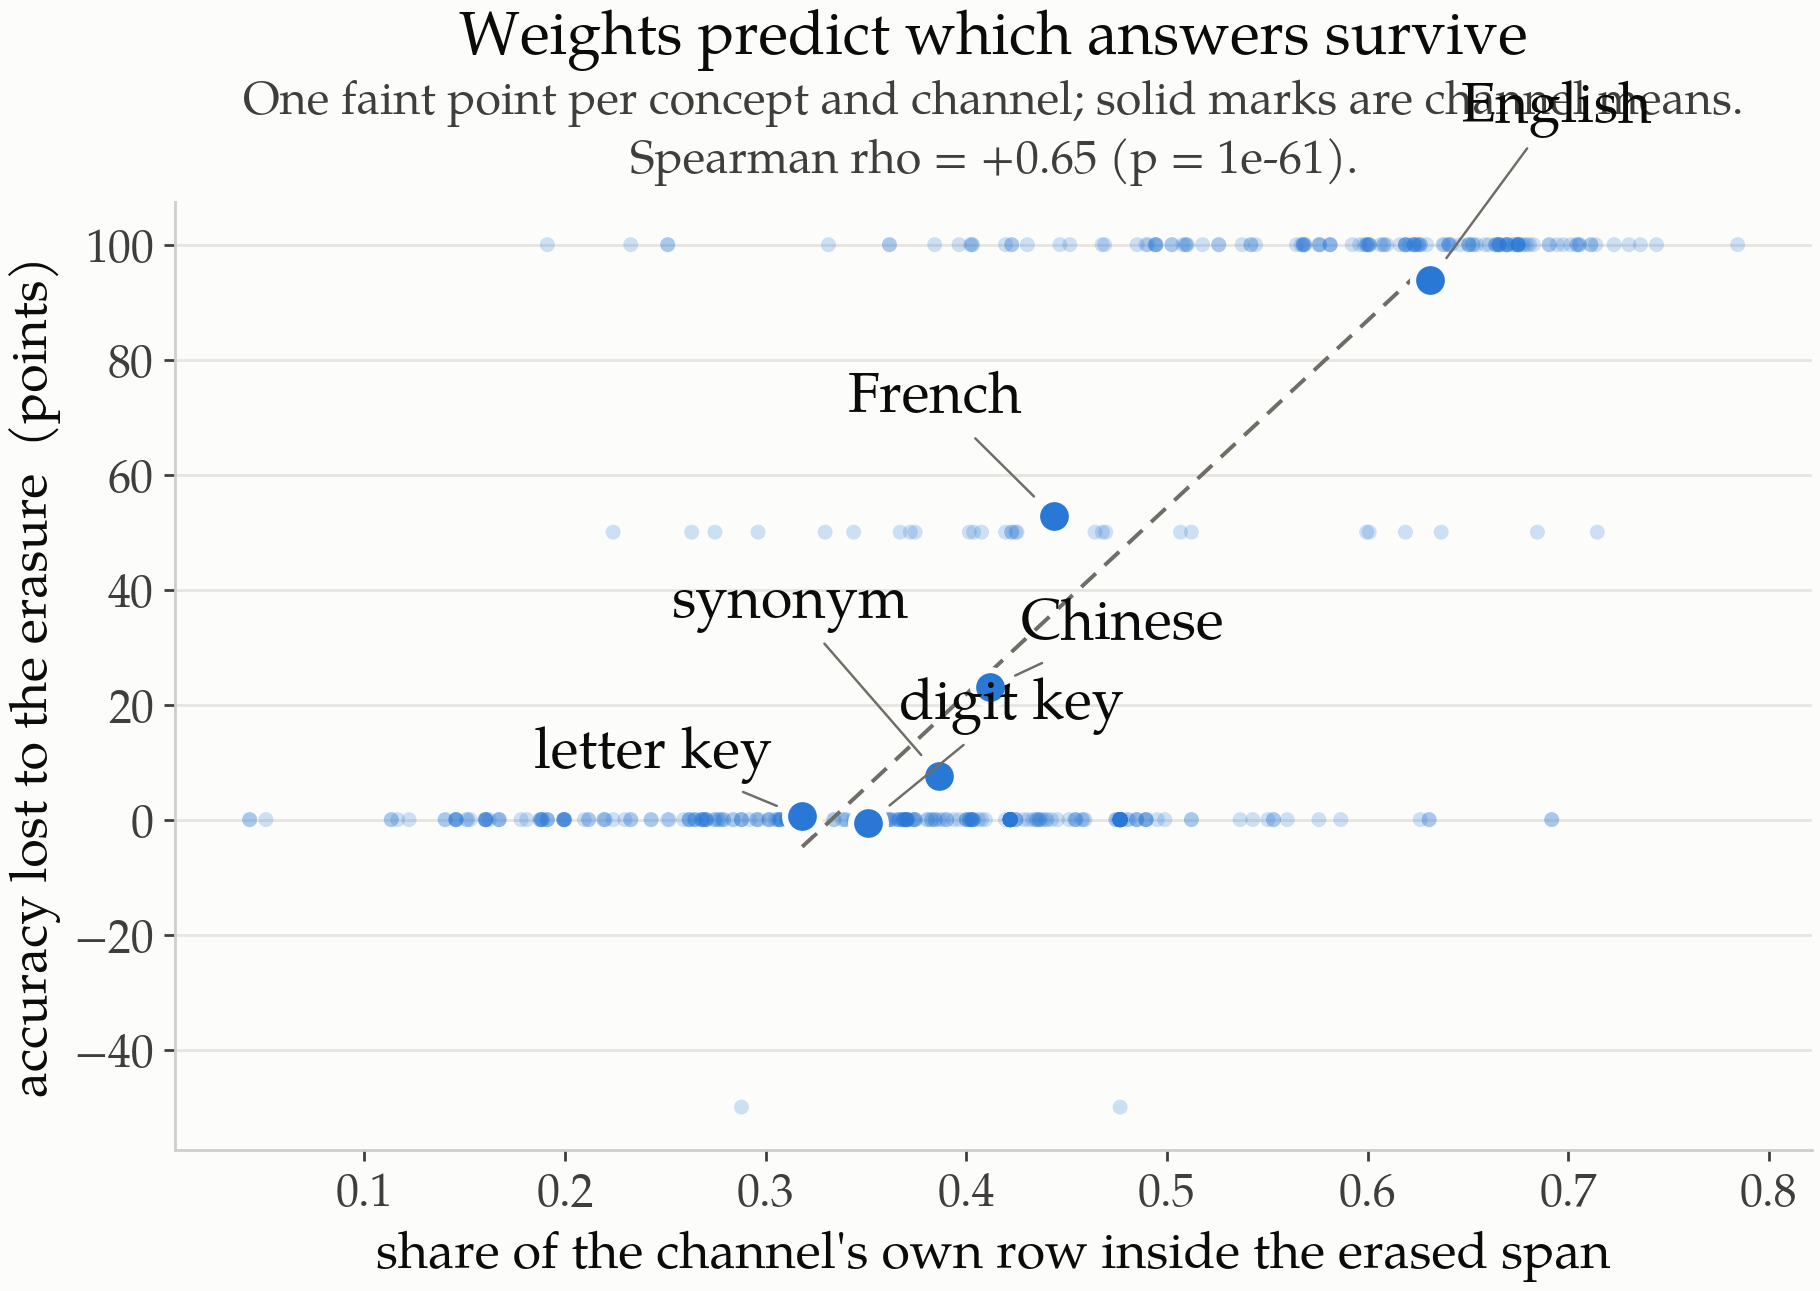 Weights predict which answers survive
One faint point per concept and channel; solid marks are channel means.
Spearman rho = +0.65 (p = 1e-61).
English
French
synonym
Chinese
digit key
letter key
accuracy lost to the erasure (points)
100
80
60
40
20
0
−20
−40
0.1 0.2 0.3 0.4 0.5 0.6 0.7 0.8
share of the channel's own row inside the erased span